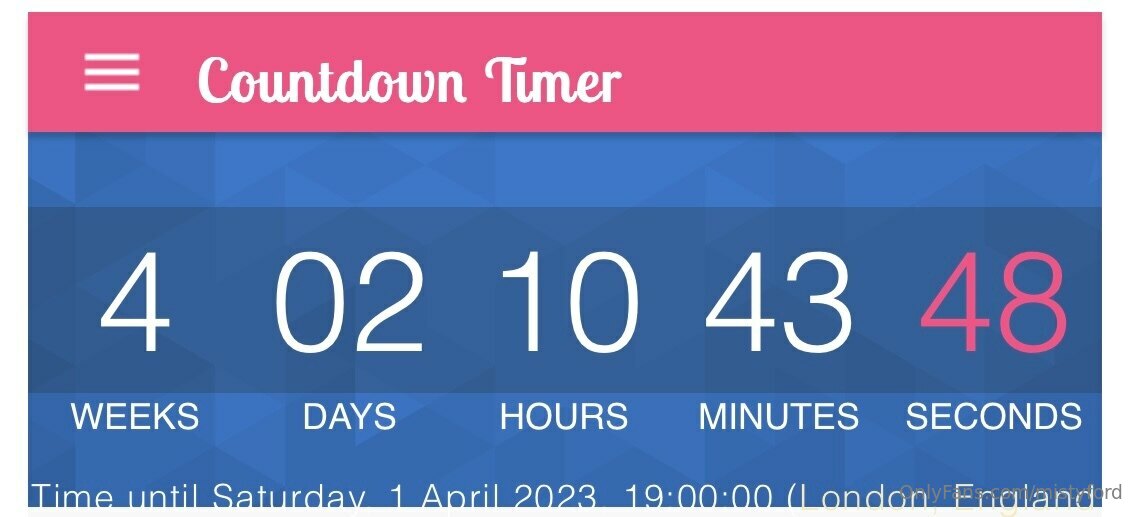 Countdown Timer
4 02 10 43 48
WEEKS DAYS HOURS MINUTES SECONDS
Time until Saturday, 1 April 2023, 19:00:00 (London, England)
OnlyFans.com/mistyford